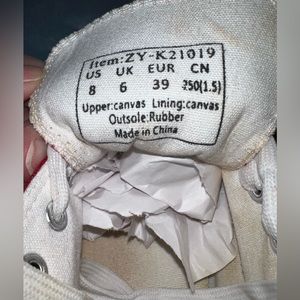 Item:ZY-K21019
US UK EUR CN
8 6 39 250(1.5)
Upper:canvas Lining:canvas
Outsole:Rubber
Made in China